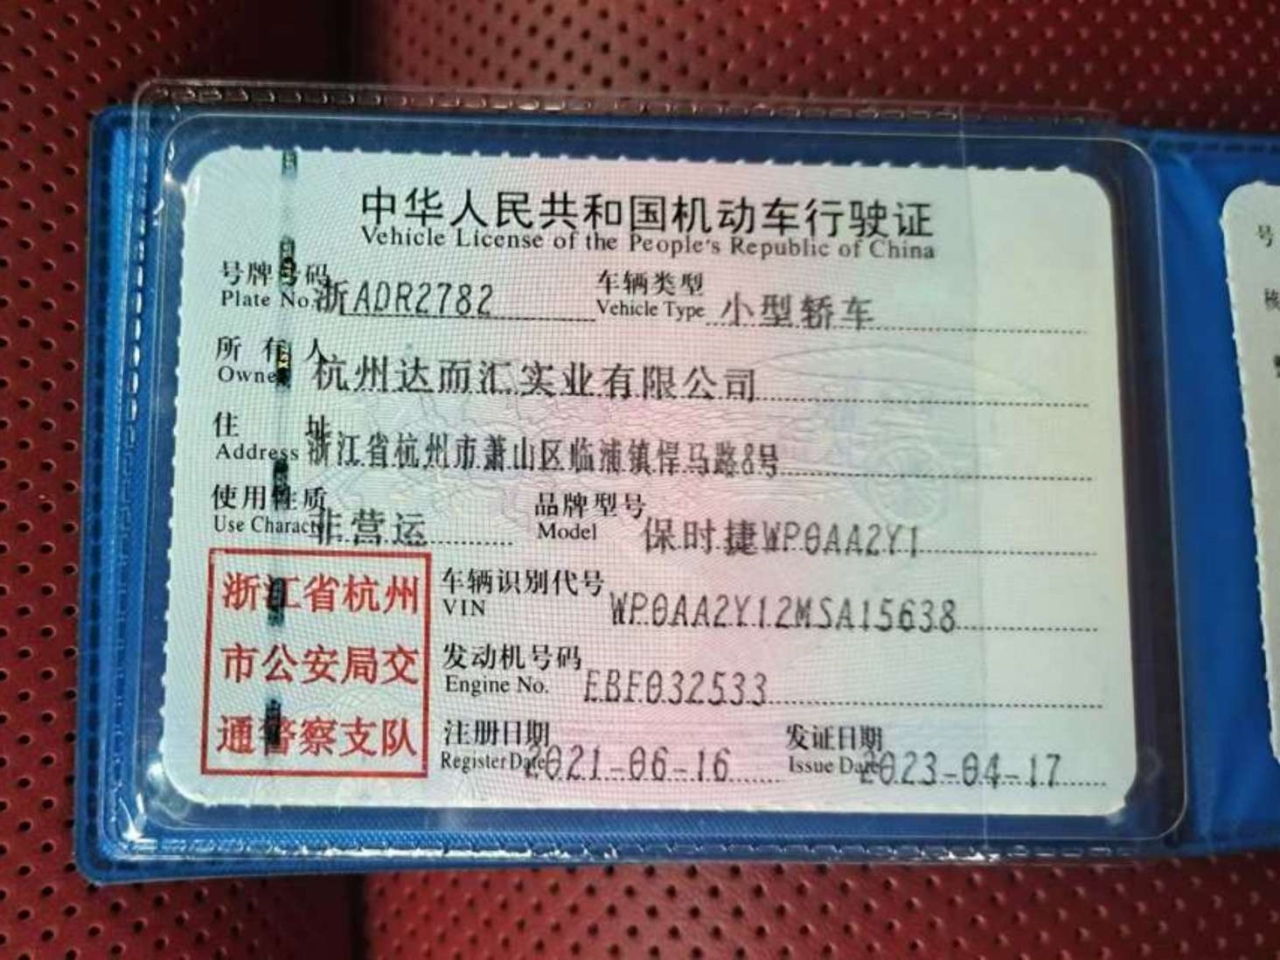 中华人民共和国机动车行驶证
Vehicle License of the People's Republic of China
号牌号码 浙ADR2782 车辆类型 小型轿车
Plate No. Vehicle Type
所有人 杭州达而汇实业有限公司
Owner
住址 浙江省杭州市萧山区临浦镇悍马路8号
Address
使用性质 非营运 品牌型号 保时捷WP0AA2Y1
Use Character Model
浙江省杭州
市公安局交
通警察支队
车辆识别代号 WP0AA2Y12MSA15638
VIN
发动机号码 EBF032533
Engine No.
注册日期 2021-06-16 发证日期 2023-04-17
Register Date Issue Date
号